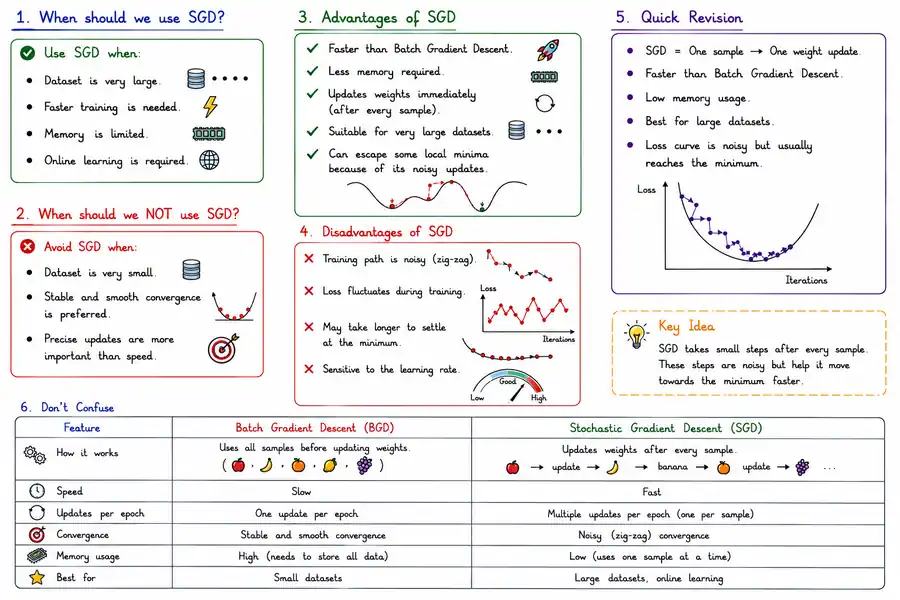 1. When should we use SGD?
Use SGD when:
• Dataset is very large.
• Faster training is needed.
• Memory is limited.
• Online learning is required.
2. When should we NOT use SGD?
Avoid SGD when:
• Dataset is very small.
• Stable and smooth convergence
is preferred.
• Precise updates are more
important than speed.
3. Advantages of SGD
✓ Faster than Batch Gradient Descent.
✓ Less memory required.
✓ Updates weights immediately
(after every sample).
✓ Suitable for very large datasets.
✓ Can escape some local minima
because of its noisy updates.
4. Disadvantages of SGD
✗ Training path is noisy (zig-zag).
✗ Loss fluctuates during training.
Loss
Iterations
✗ May take longer to settle
at the minimum.
✗ Sensitive to the learning rate.
Good
Low High
5. Quick Revision
• SGD = One sample → One weight update.
• Faster than Batch Gradient Descent.
• Low memory usage.
• Best for large datasets.
• Loss curve is noisy but usually
reaches the minimum.
Loss
Iterations
Key Idea
SGD takes small steps after every sample.
These steps are noisy but help it move
towards the minimum faster.
6. Don't Confuse
Feature Batch Gradient Descent (BGD) Stochastic Gradient Descent (SGD)
How it works Uses all samples before updating weights. Updates weights after every sample.
( , , , , ) → update → → banana → update → ...
Speed Slow Fast
Updates per epoch One update per epoch Multiple updates per epoch (one per sample)
Convergence Stable and smooth convergence Noisy (zig-zag) convergence
Memory usage High (needs to store all data) Low (uses one sample at a time)
Best for Small datasets Large datasets, online learning